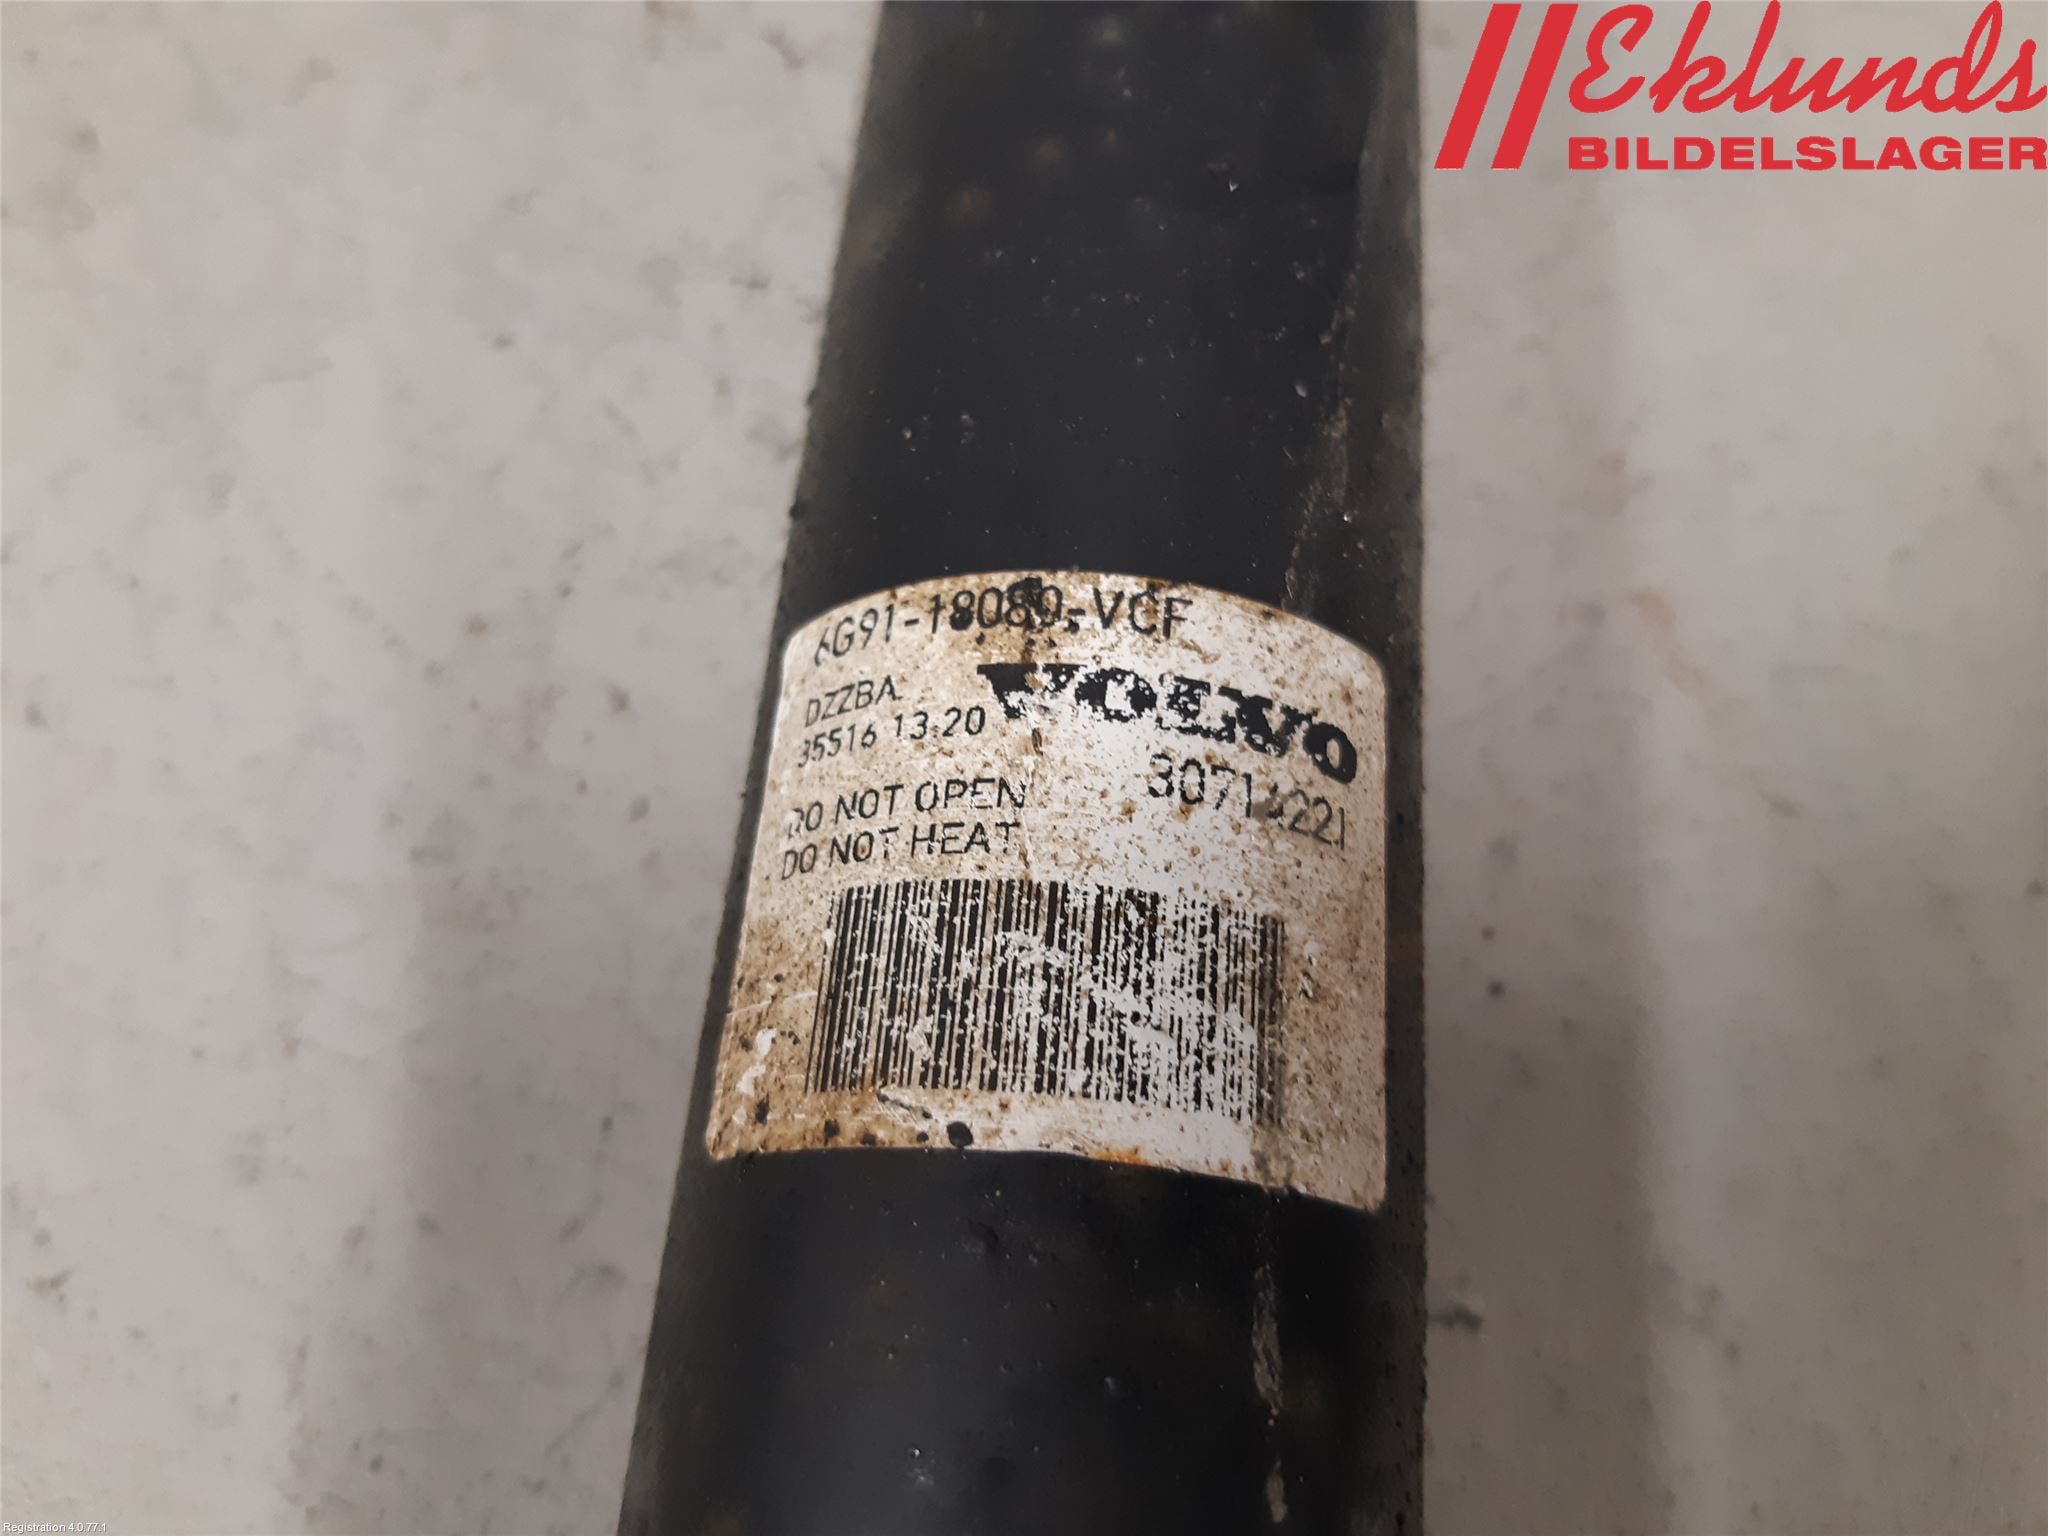 Eklunds
BILDELSLAGER
6G91-18080-VCF
VOLVO
DZZBA
35516 13:20
DO NOT OPEN
DO NOT HEAT
Registration 4.0.77.1